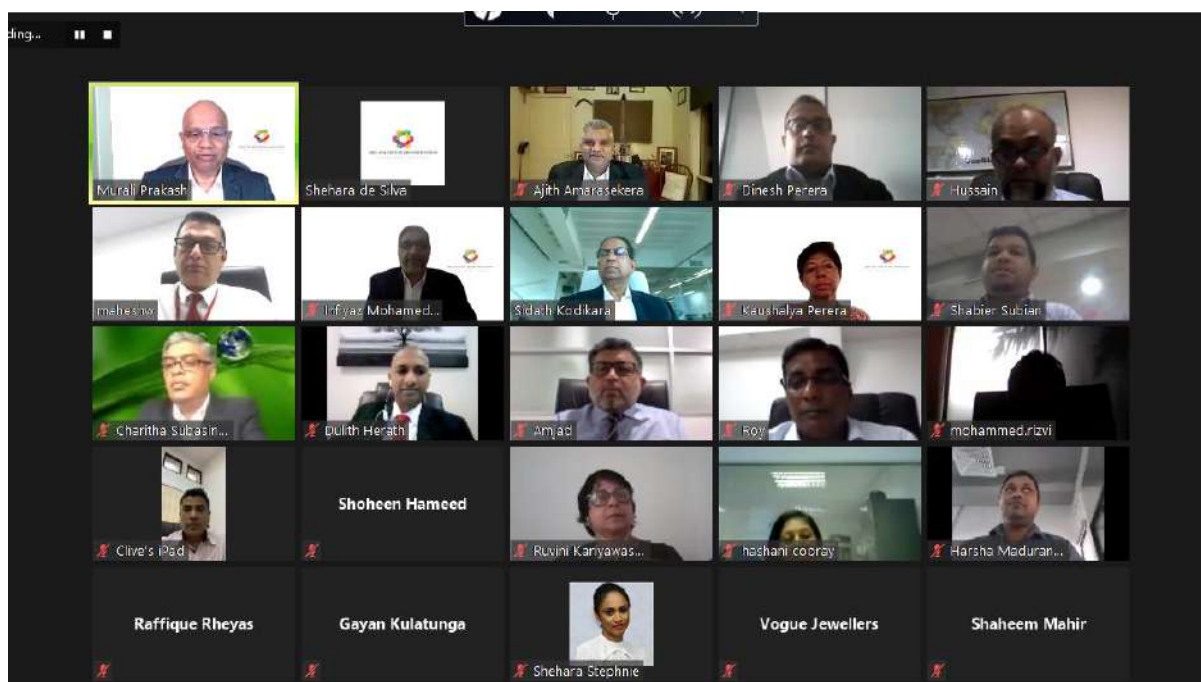 ding...
Murali Prakash
Shehara de Silva
Ajith Amarasekera
Dinesh Perera
Hussain
maheshw
Infiyaz Mohamed...
Sidath Kodikara
Kaushalya Perera
Shabier Subian
Charitha Subasin...
Dulith Herath
Amjad
Roy
mohammed.rizvi
Clive's iPad
Shoheen Hameed
Ruvini Kariyawas...
hashani cooray
Harsha Maduran...
Raffique Rheyas
Gayan Kulatunga
Shehara Stephnie
Vogue Jewellers
Shaheem Mahir